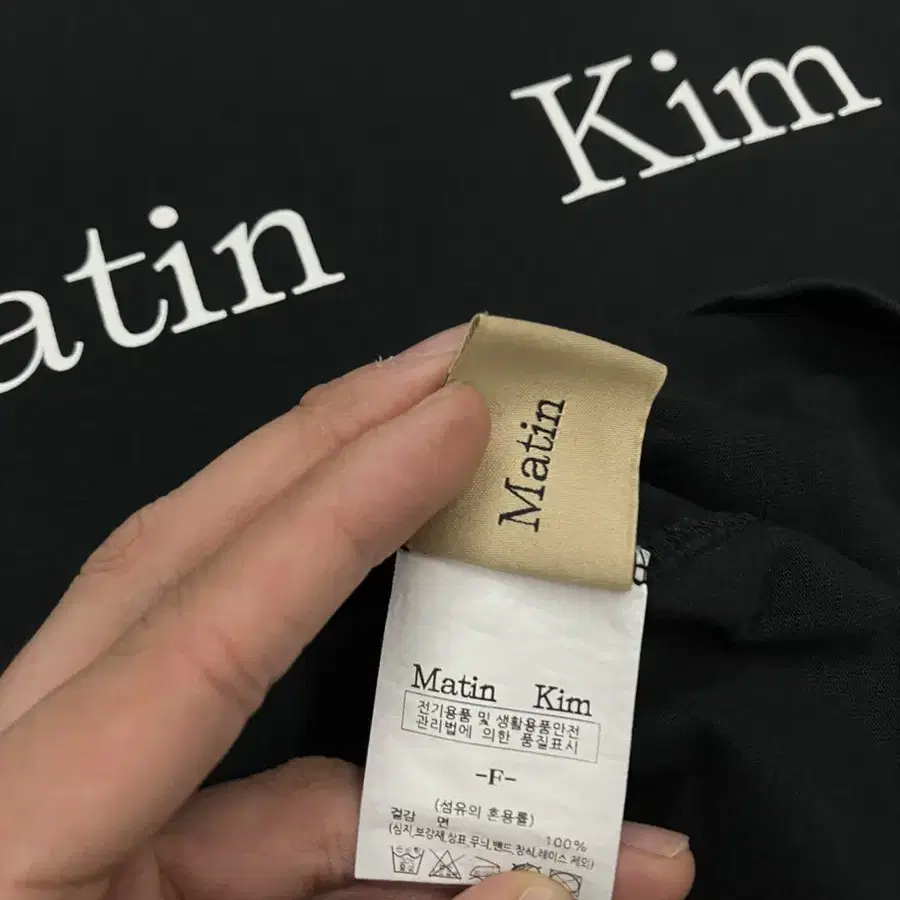 atin Kim
Matin
Matin Kim
전기용품 및 생활용품안전
관리법에 의한 품질표시
-F-
(섬유의 혼용률)
겉감 면 100%
(심지,보강재,상표,무늬,밴드,장식,레이스 제외)
중성